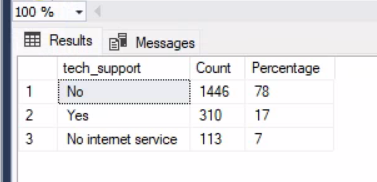 100 %
Results Messages
tech_support Count Percentage
1 No 1446 78
2 Yes 310 17
3 No internet service 113 7